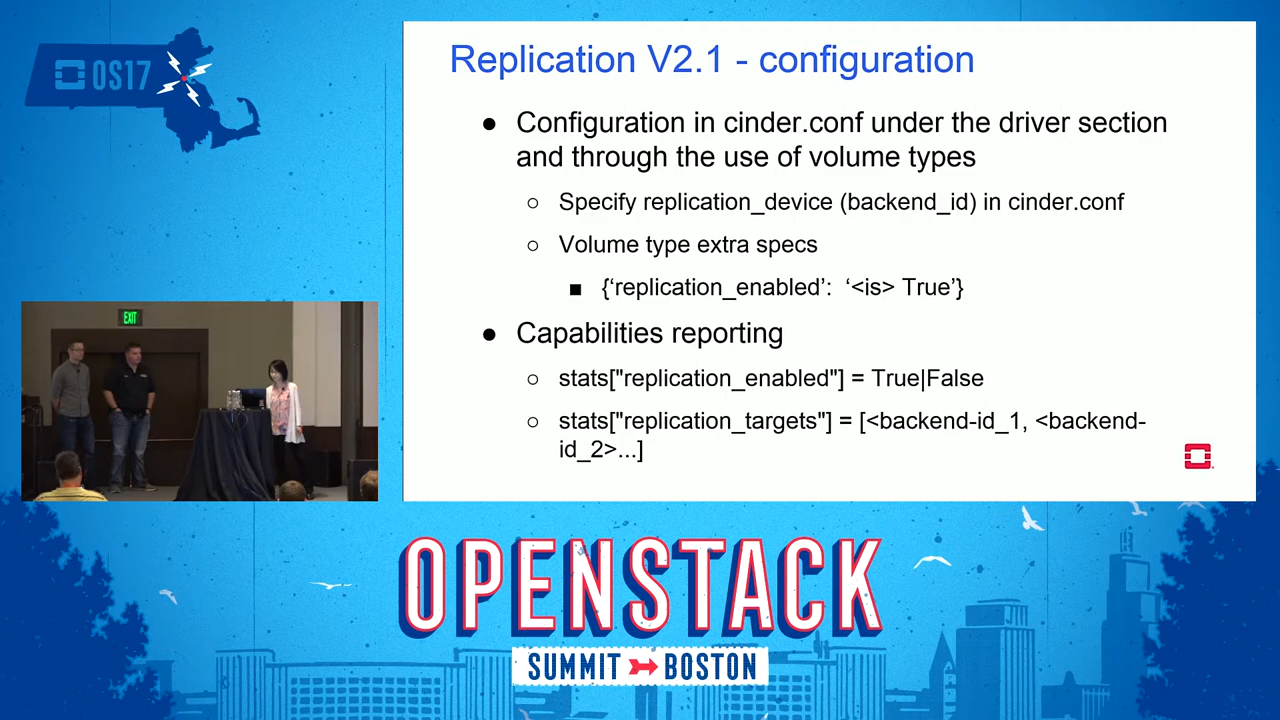 OS17
Replication V2.1 - configuration
● Configuration in cinder.conf under the driver section
and through the use of volume types
○ Specify replication_device (backend_id) in cinder.conf
○ Volume type extra specs
■ {‘replication_enabled’: ‘<is> True’}
● Capabilities reporting
○ stats["replication_enabled"] = True|False
○ stats["replication_targets"] = [<backend-id_1, <backend-
id_2>...]
EXIT
OPENSTACK
SUMMIT BOSTON